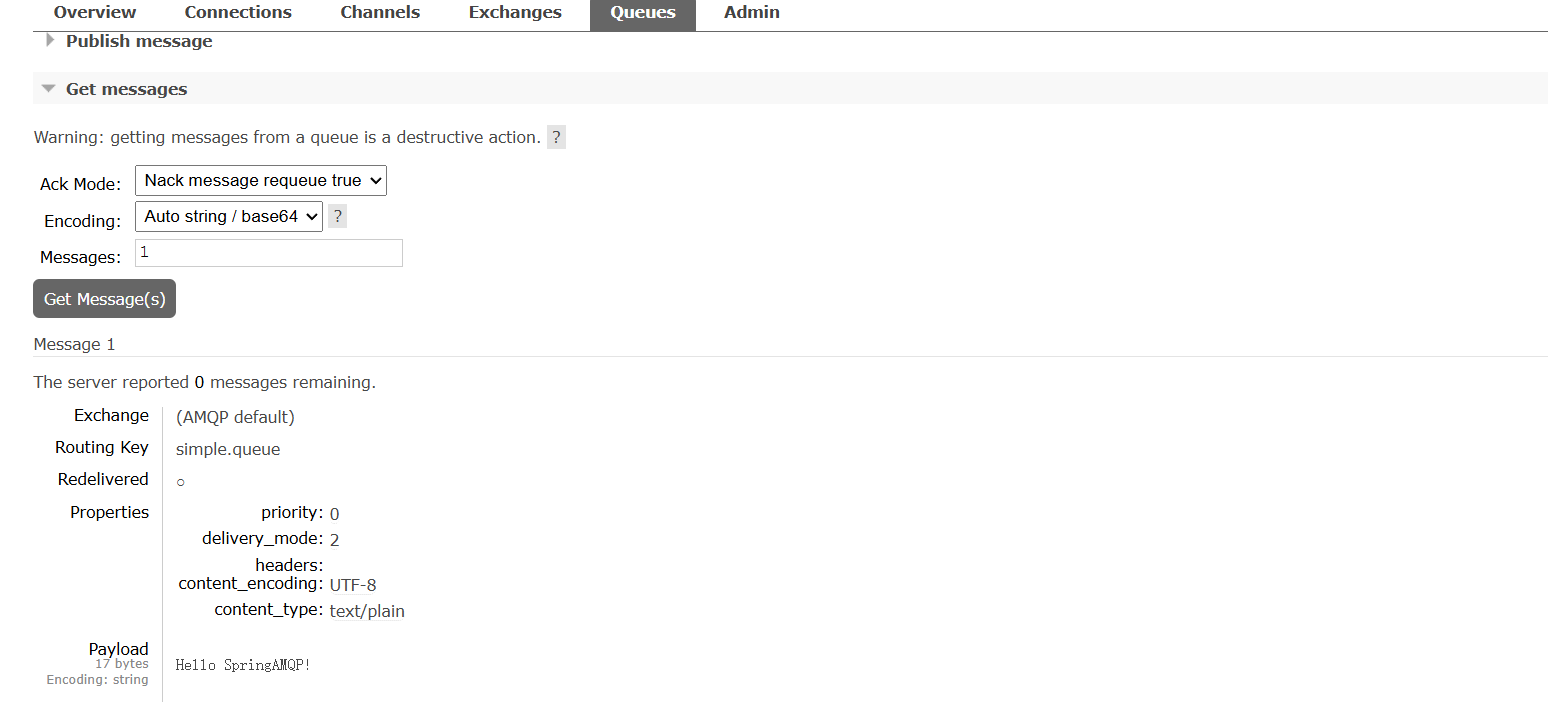 Overview Connections Channels Exchanges Queues Admin
Publish message
Get messages
Warning: getting messages from a queue is a destructive action. ?
Ack Mode: Nack message requeue true
Encoding: Auto string / base64 ?
Messages: 1
Get Message(s)
Message 1
The server reported 0 messages remaining.
Exchange (AMQP default)
Routing Key simple.queue
Redelivered ○
Properties priority: 0
delivery_mode: 2
headers:
content_encoding: UTF-8
content_type: text/plain
Payload
17 bytes
Encoding: string
Hello SpringAMQP!